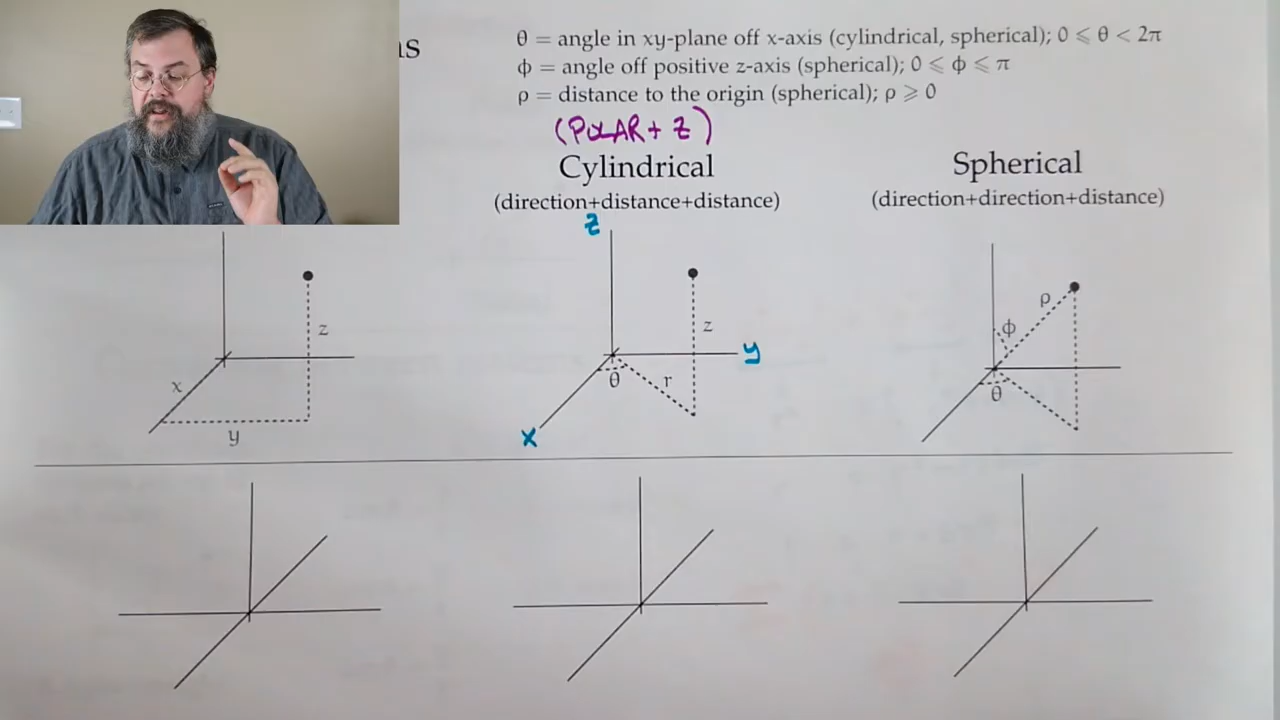 θ = angle in xy-plane off x-axis (cylindrical, spherical); 0 ⩽ θ < 2π
ϕ = angle off positive z-axis (spherical); 0 ⩽ ϕ ⩽ π
ρ = distance to the origin (spherical); ρ ⩾ 0
(POLAR + Z)
Cylindrical
(direction+distance+distance)
Spherical
(direction+direction+distance)
x
y
z
z
y
x
θ
r
z
ρ
ϕ
θ